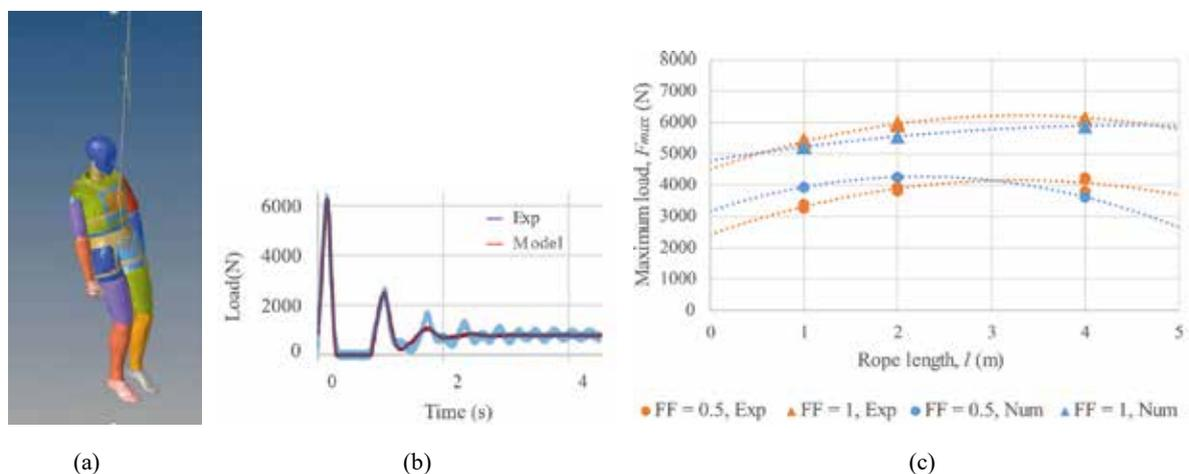 6000
4000
2000
0
Load(N)
Exp
Model
0 2 4
Time (s)
8000
7000
6000
5000
4000
3000
2000
1000
0
Maximum load, Fmax (N)
0 1 2 3 4 5
Rope length, l (m)
FF = 0.5, Exp FF = 1, Exp FF = 0.5, Num FF = 1, Num
(a) (b) (c)